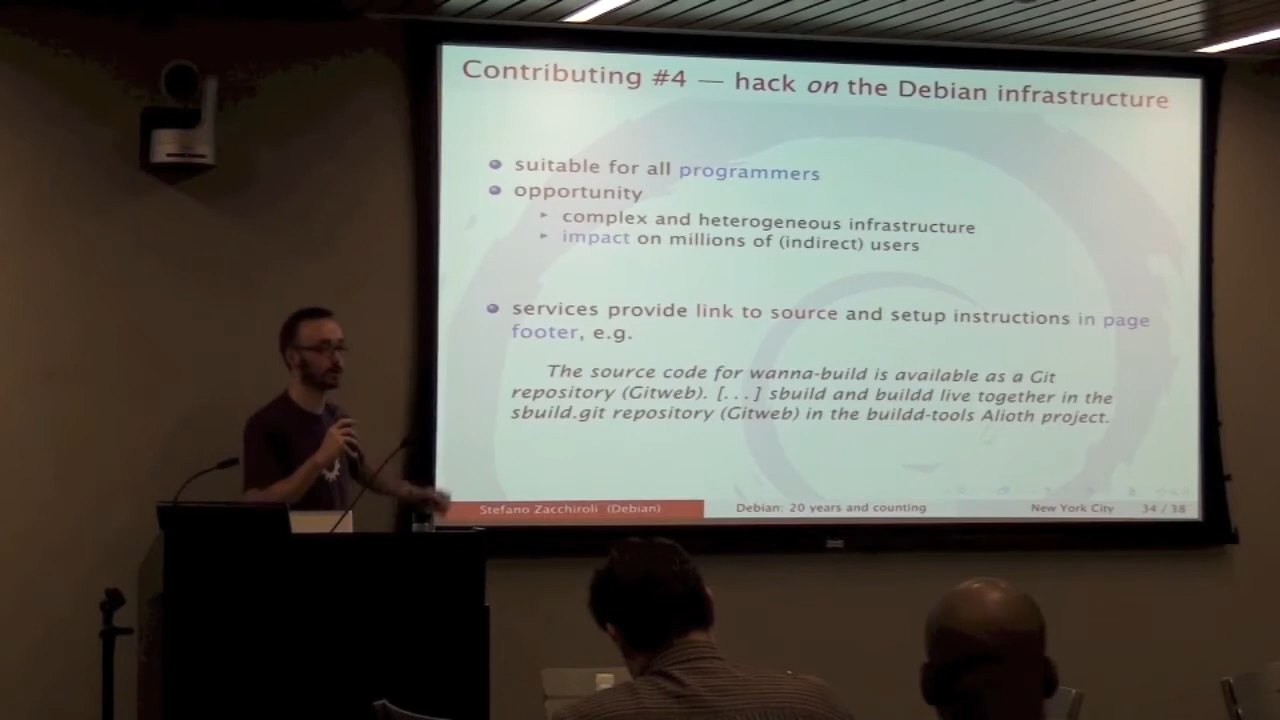 Contributing #4 — hack on the Debian infrastructure
suitable for all programmers
opportunity
complex and heterogeneous infrastructure
impact on millions of (indirect) users
services provide link to source and setup instructions in page
footer, e.g.
The source code for wanna-build is available as a Git
repository (Gitweb). [...] sbuild and buildd live together in the
sbuild.git repository (Gitweb) in the buildd-tools Alioth project.
Stefano Zacchiroli (Debian) Debian: 20 years and counting New York City 34 / 38